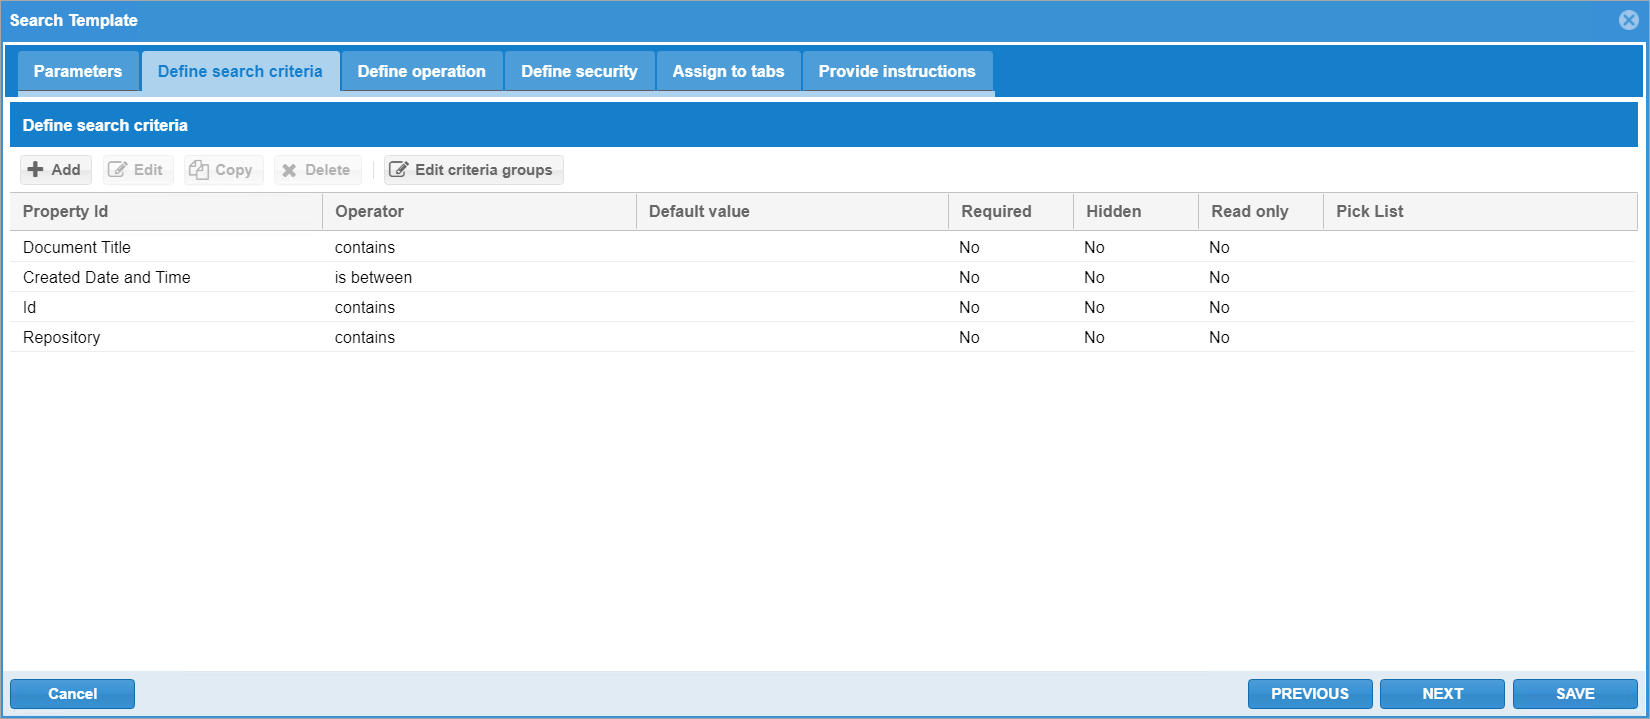 Search Template
Parameters Define search criteria Define operation Define security Assign to tabs Provide instructions
Define search criteria
Add Edit Copy Delete Edit criteria groups
Property Id Operator Default value Required Hidden Read only Pick List
Document Title contains No No No
Created Date and Time is between No No No
Id contains No No No
Repository contains No No No
Cancel PREVIOUS NEXT SAVE